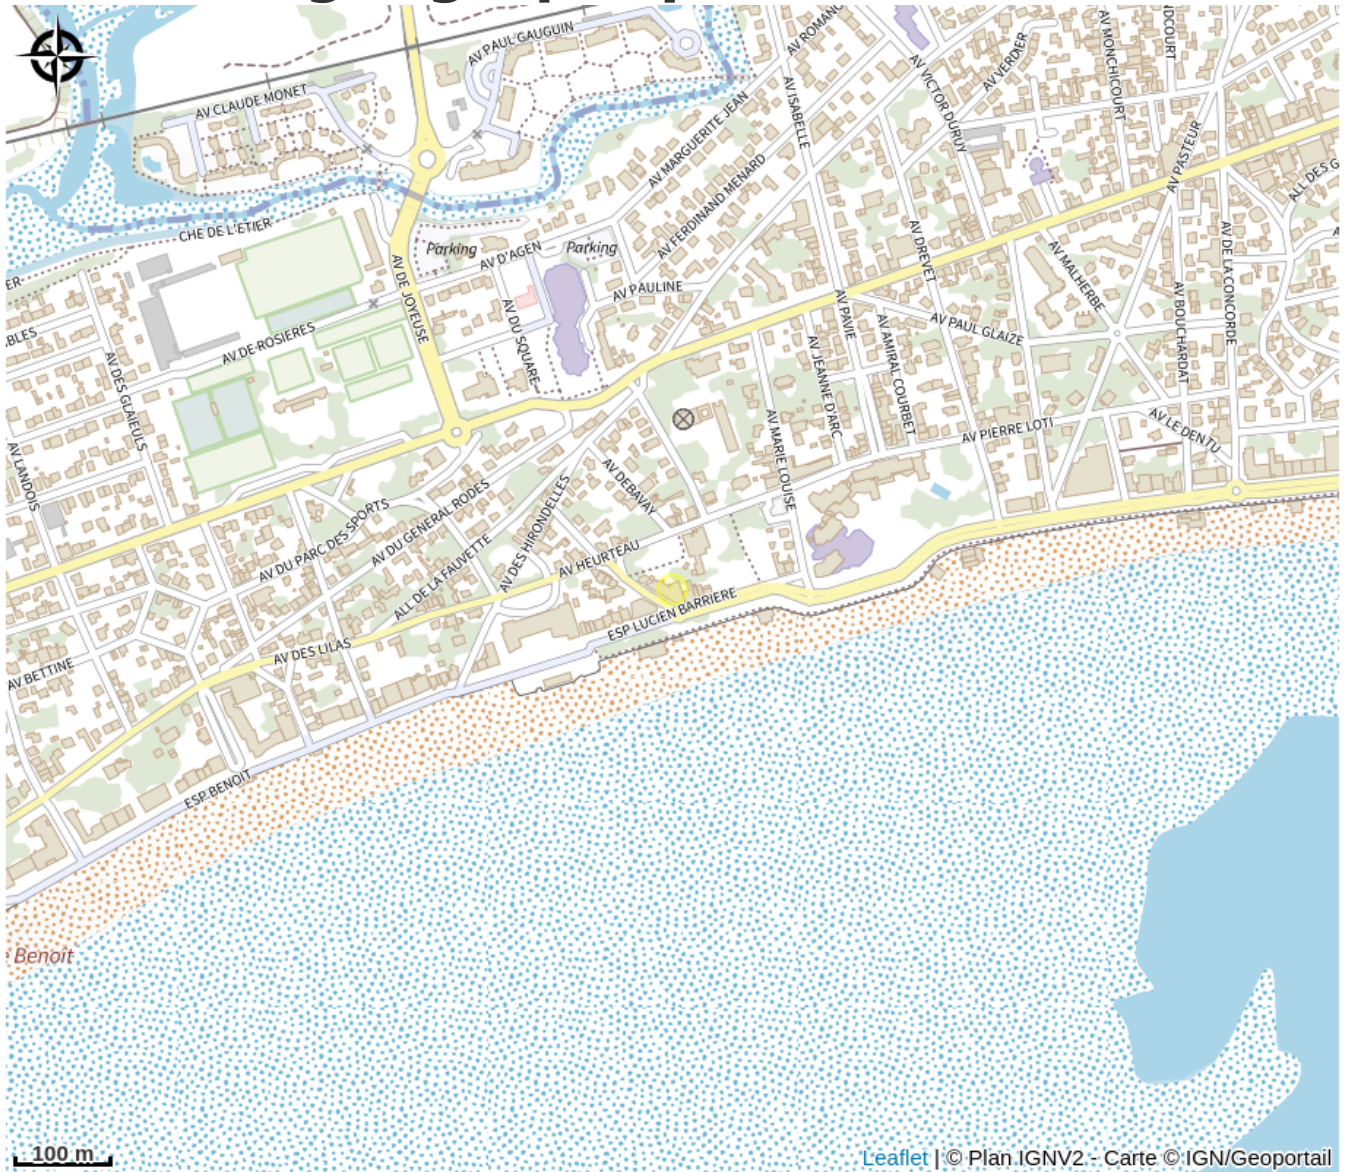 AV PAUL GAUGUIN
AV ROMANO
AV VERDIER
AV MONCHICOURT
NDCOURT
AV CLAUDE MONET
AV ISABELLE
AV VICTOR DURUY
AV MARGUERITE JEAN
AV PASTEUR
AV FERDINAND MENARD
ALL DES G
CHE DE L'ETIER
Parking
Parking
AV D'AGEN
AV DREVET
AV MALHERBE
AV DE LA CONCORDE
ER
AV DE JOYEUSE
AV PAULINE
AV PAVIE
AV BOUCHARDAT
BLES
AV DE ROSIERES
AV DU SQUARE
AV PAUL GLAIZE
AV AMIRAL COURBET
AV JEANNE D'ARC
AV DES GLAIEULS
AV MARIE LOUISE
AV PIERRE LOTI
AV LE DENTU
AV LANDOIS
AV DEBAVAY
AV DU GENERAL RODES
AV DES HIRONDELLES
AV DU PARC DES SPORTS
ALL DE LA FAUVETTE
AV HEURTEAU
ESP LUCIEN BARRIERE
AV DES LILAS
AV BETTINE
ESP BENOIT
e Benoit
100 m
Leaflet | © Plan IGNV2 - Carte © IGN/Geoportail